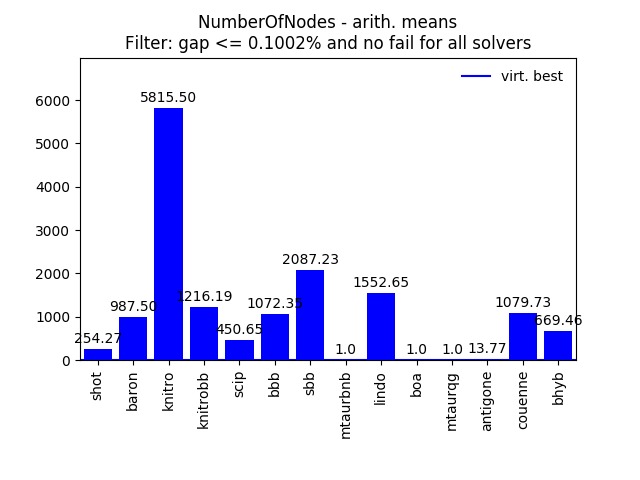 NumberOfNodes - arith. means
Filter: gap <= 0.1002% and no fail for all solvers
virt. best
6000
5000
4000
3000
2000
1000
0
254.27
987.50
5815.50
1216.19
450.65
1072.35
2087.23
1.0
1552.65
1.0
1.0
13.77
1079.73
669.46
shot
baron
knitro
knitrobb
scip
bbb
sbb
mtaurbnb
lindo
boa
mtaurqg
antigone
couenne
bhyb